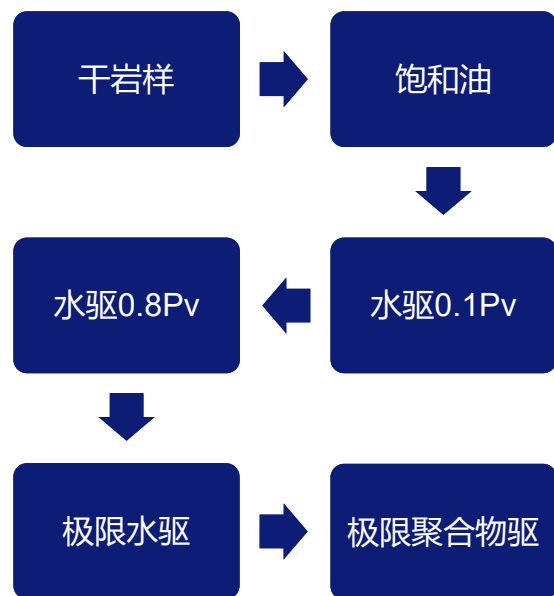 干岩样
饱和油
水驱0.1Pv
水驱0.8Pv
极限水驱
极限聚合物驱